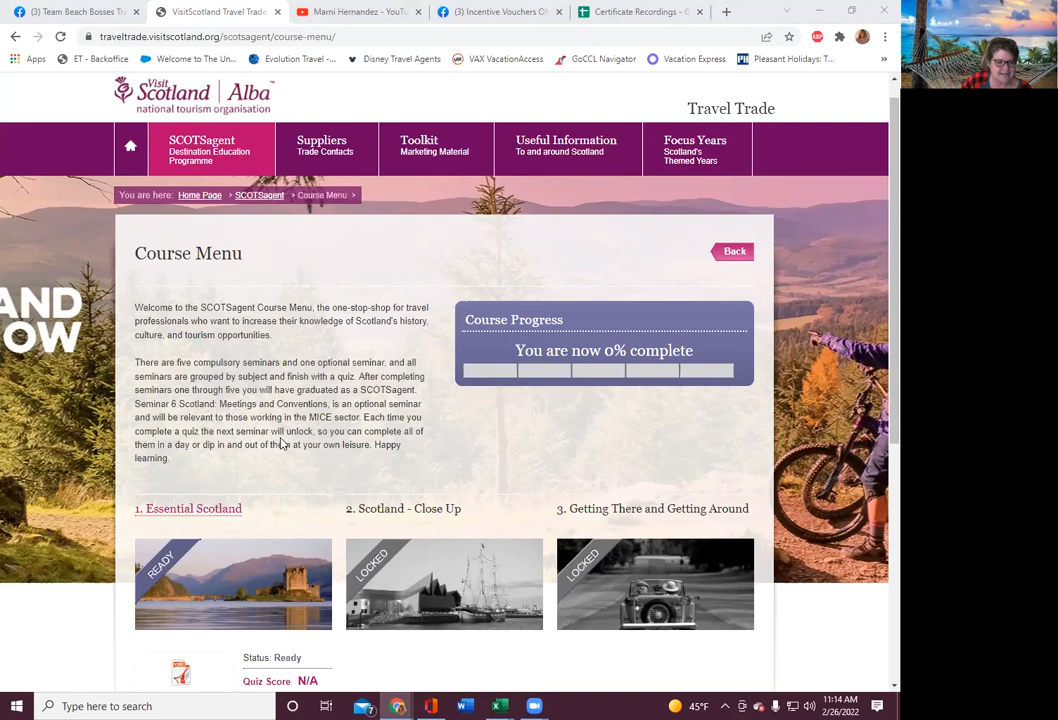 (3) Team Beach Bosses Tra
VisitScotland Travel Trade
Marni Hernandez - YouTu
(3) Incentive Vouchers O
Certificate Recordings - G
traveltrade.visitscotland.org/scotsagent/course-menu/
Apps
ET - Backoffice
Welcome to The Un...
Evolution Travel -...
Disney Travel Agents
VAX VacationAccess
GoCCL Navigator
Vacation Express
Pleasant Holidays: T...
Visit
Scotland | Alba™
national tourism organisation
Travel Trade
SCOTSagent
Destination Education
Programme
Suppliers
Trade Contacts
Toolkit
Marketing Material
Useful Information
To and around Scotland
Focus Years
Scotland's
Themed Years
You are here: Home Page > SCOTSagent > Course Menu >
AND
OW
Course Menu
Back
Welcome to the SCOTSagent Course Menu, the one-stop-shop for travel
professionals who want to increase their knowledge of Scotland's history,
culture, and tourism opportunities.
There are five compulsory seminars and one optional seminar, and all
seminars are grouped by subject and finish with a quiz. After completing
seminars one through five you will have graduated as a SCOTSagent.
Seminar 6 Scotland: Meetings and Conventions, is an optional seminar
and will be relevant to those working in the MICE sector. Each time you
complete a quiz the next seminar will unlock, so you can complete all of
them in a day or dip in and out of them at your own leisure. Happy
learning.
Course Progress
You are now 0% complete
1. Essential Scotland
2. Scotland - Close Up
3. Getting There and Getting Around
READY
LOCKED
LOCKED
Status: Ready
Quiz Score N/A
Type here to search
45°F
11:14 AM
2/26/2022